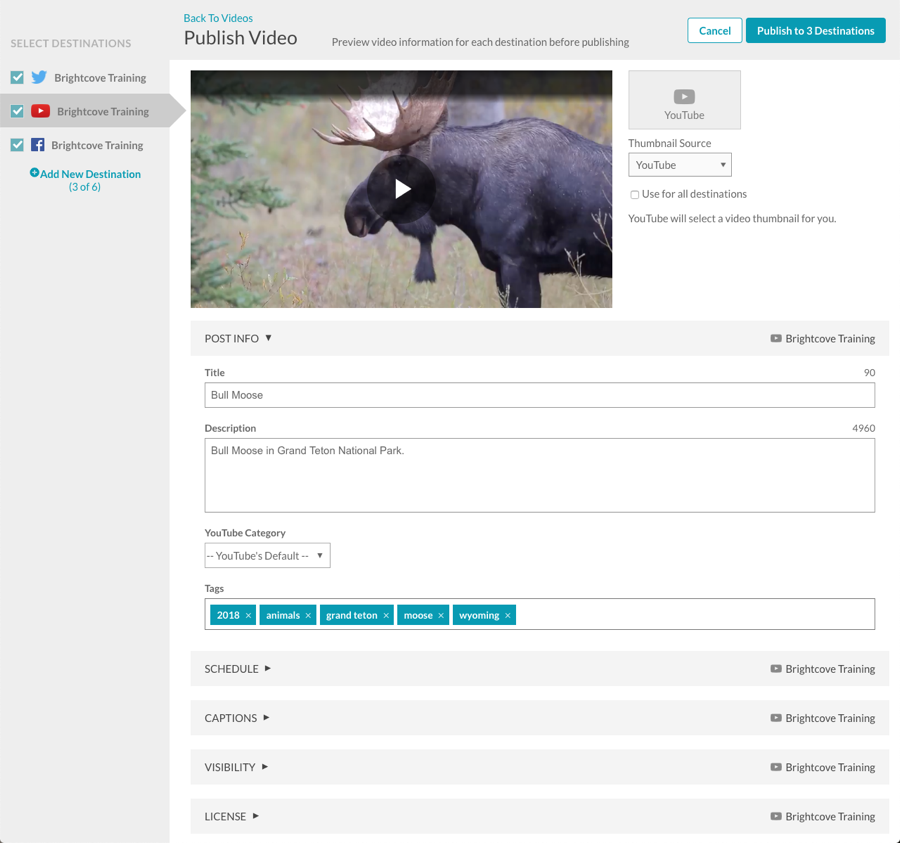 SELECT DESTINATIONS
Brightcove Training
Brightcove Training
Brightcove Training
Add New Destination
(3 of 6)
Back To Videos
Publish Video
Preview video information for each destination before publishing
Cancel
Publish to 3 Destinations
YouTube
Thumbnail Source
YouTube
Use for all destinations
YouTube will select a video thumbnail for you.
POST INFO
Brightcove Training
Title
90
Bull Moose
Description
4960
Bull Moose in Grand Teton National Park.
YouTube Category
-- YouTube's Default --
Tags
2018 × animals × grand teton × moose × wyoming ×
SCHEDULE
Brightcove Training
CAPTIONS
Brightcove Training
VISIBILITY
Brightcove Training
LICENSE
Brightcove Training